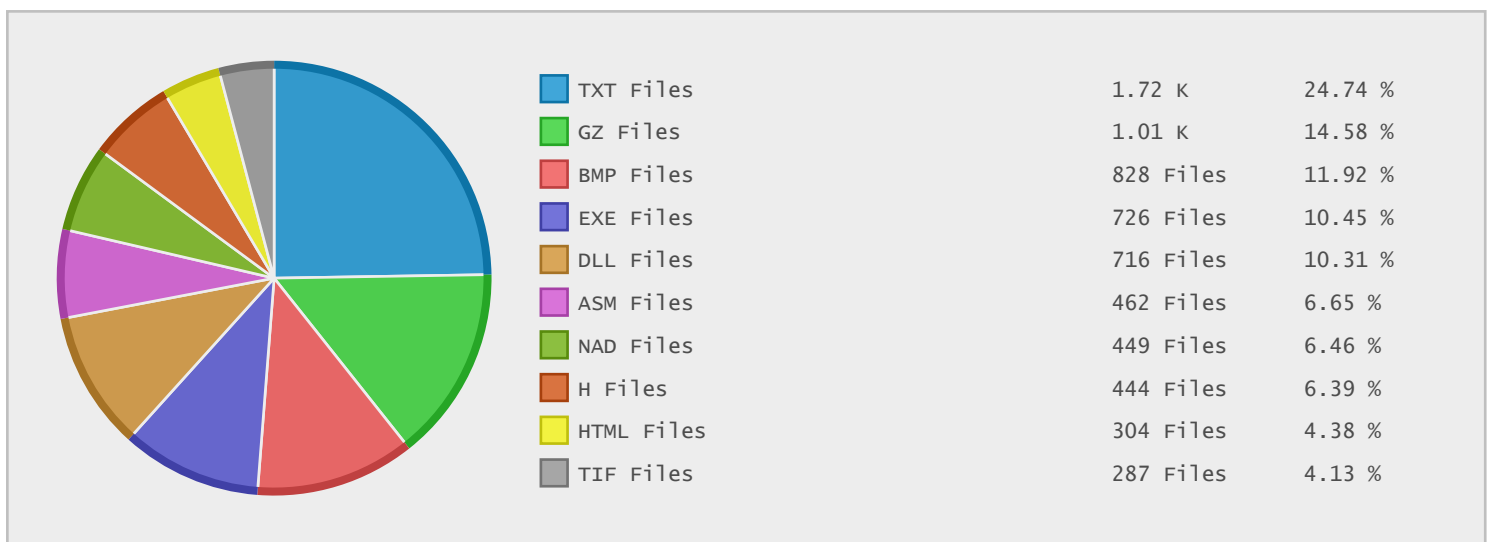 TXT Files 1.72 K 24.74 %
GZ Files 1.01 K 14.58 %
BMP Files 828 Files 11.92 %
EXE Files 726 Files 10.45 %
DLL Files 716 Files 10.31 %
ASM Files 462 Files 6.65 %
NAD Files 449 Files 6.46 %
H Files 444 Files 6.39 %
HTML Files 304 Files 4.38 %
TIF Files 287 Files 4.13 %